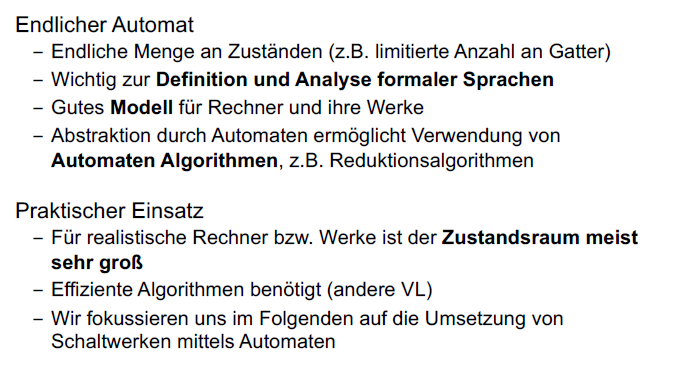 Endlicher Automat
– Endliche Menge an Zuständen (z.B. limitierte Anzahl an Gatter)
– Wichtig zur Definition und Analyse formaler Sprachen
– Gutes Modell für Rechner und ihre Werke
– Abstraktion durch Automaten ermöglicht Verwendung von
Automaten Algorithmen, z.B. Reduktionsalgorithmen
Praktischer Einsatz
– Für realistische Rechner bzw. Werke ist der Zustandsraum meist
sehr groß
– Effiziente Algorithmen benötigt (andere VL)
– Wir fokussieren uns im Folgenden auf die Umsetzung von
Schaltwerken mittels Automaten